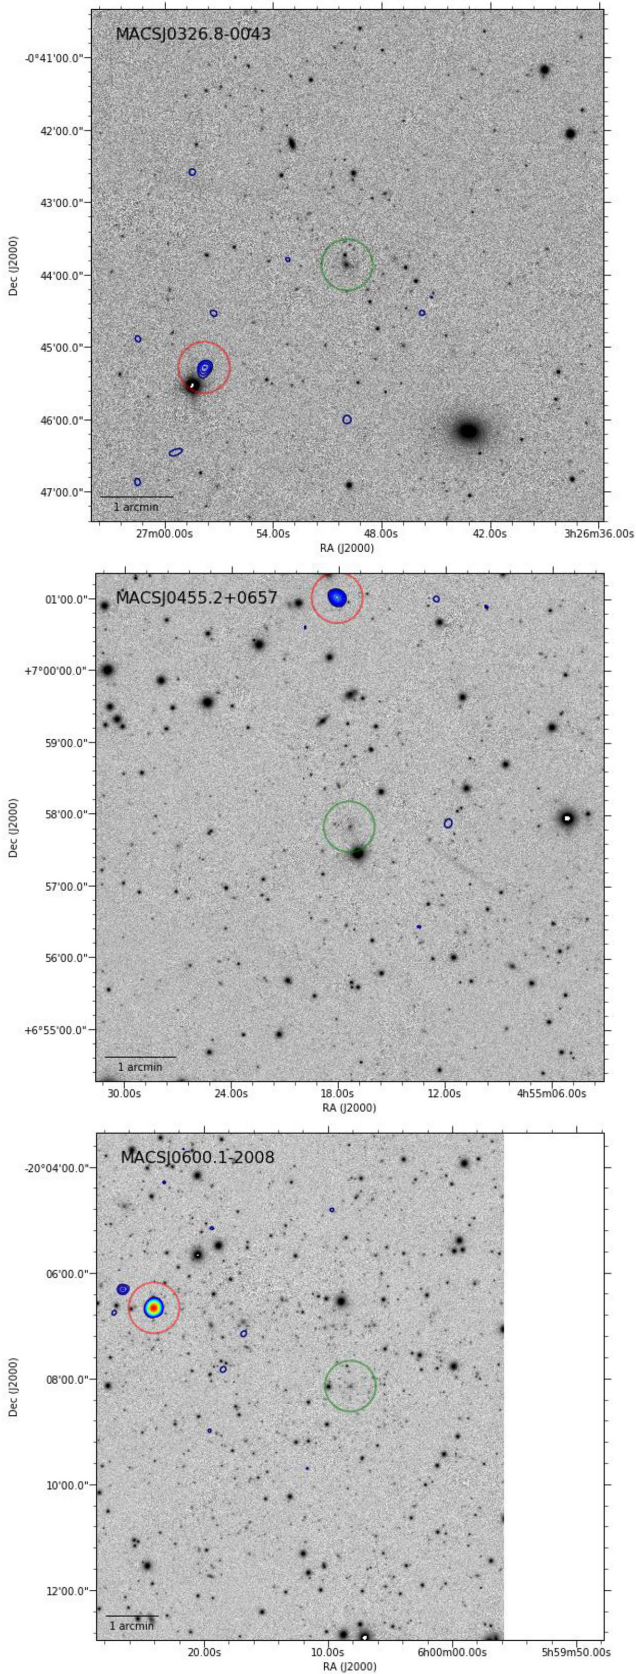 MACSJ0326.8-0043
-0°41'00.0"
42'00.0"
43'00.0"
44'00.0"
45'00.0"
46'00.0"
47'00.0"
Dec (J2000)
1 arcmin
27m00.00s 54.00s 48.00s 42.00s 3h26m36.00s
RA (J2000)
MACSJ0455.2+0657
01'00.0"
+7°00'00.0"
59'00.0"
58'00.0"
57'00.0"
56'00.0"
+6°55'00.0"
Dec (J2000)
1 arcmin
30.00s 24.00s 18.00s 12.00s 4h55m06.00s
RA (J2000)
MACSJ0600.1-2008
-20°04'00.0"
06'00.0"
08'00.0"
10'00.0"
12'00.0"
Dec (J2000)
1 arcmin
20.00s 10.00s 6h00m00.00s 5h59m50.00s
RA (J2000)